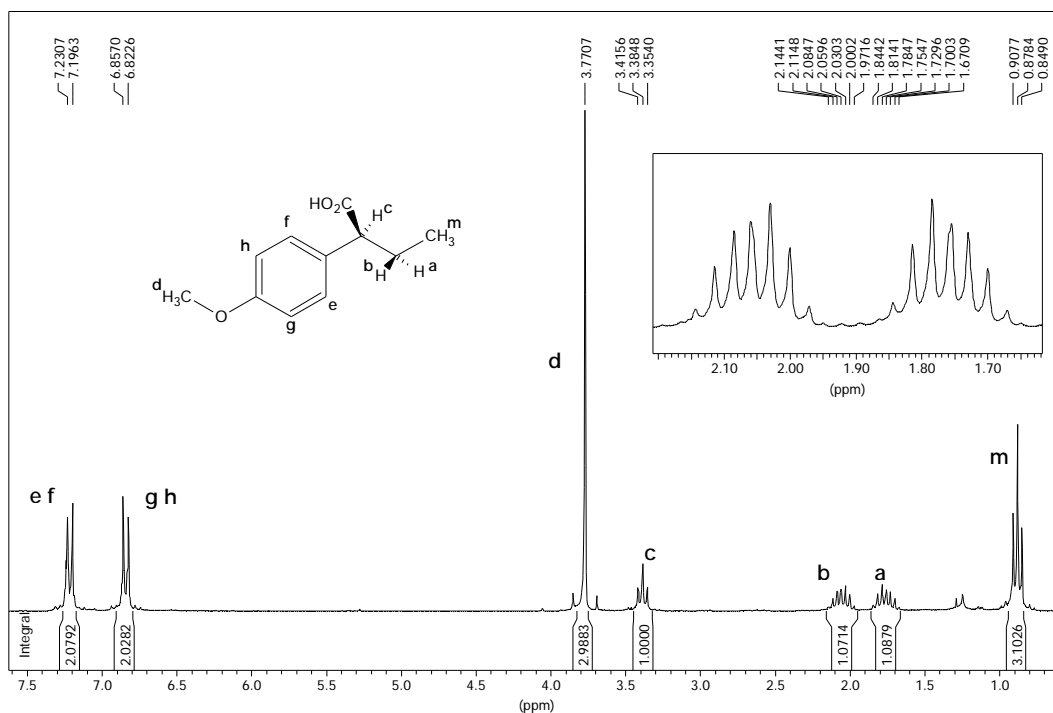 7.2307
7.1963
6.8570
6.8226
3.7707
3.4156
3.3848
3.3540
2.1441
2.1148
2.0847
2.0596
2.0303
2.0002
1.9716
1.8442
1.8141
1.7847
1.7547
1.7296
1.7003
1.6709
0.9077
0.8784
0.8490
HO2C
H c
f
m
CH3
h
b H
H a
d
H3C
O
e
g
2.10 2.00 1.90 1.80 1.70
(ppm)
d
m
e f
g h
c
b
a
Integral
2.0792
2.0282
2.9883
1.0000
1.0714
1.0879
3.1026
7.5 7.0 6.5 6.0 5.5 5.0 4.5 4.0 3.5 3.0 2.5 2.0 1.5 1.0
(ppm)